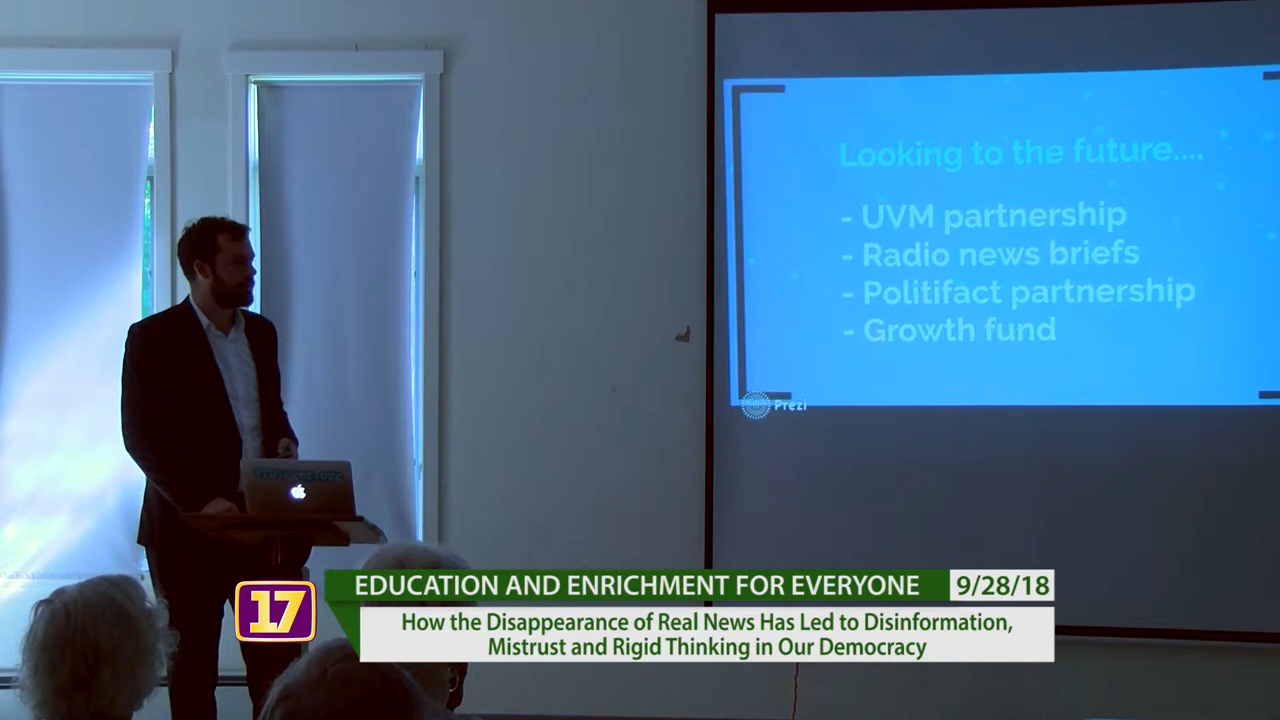 Looking to the future....
- UVM partnership
- Radio news briefs
- Politifact partnership
- Growth fund
Prezi
17
EDUCATION AND ENRICHMENT FOR EVERYONE
9/28/18
How the Disappearance of Real News Has Led to Disinformation,
Mistrust and Rigid Thinking in Our Democracy